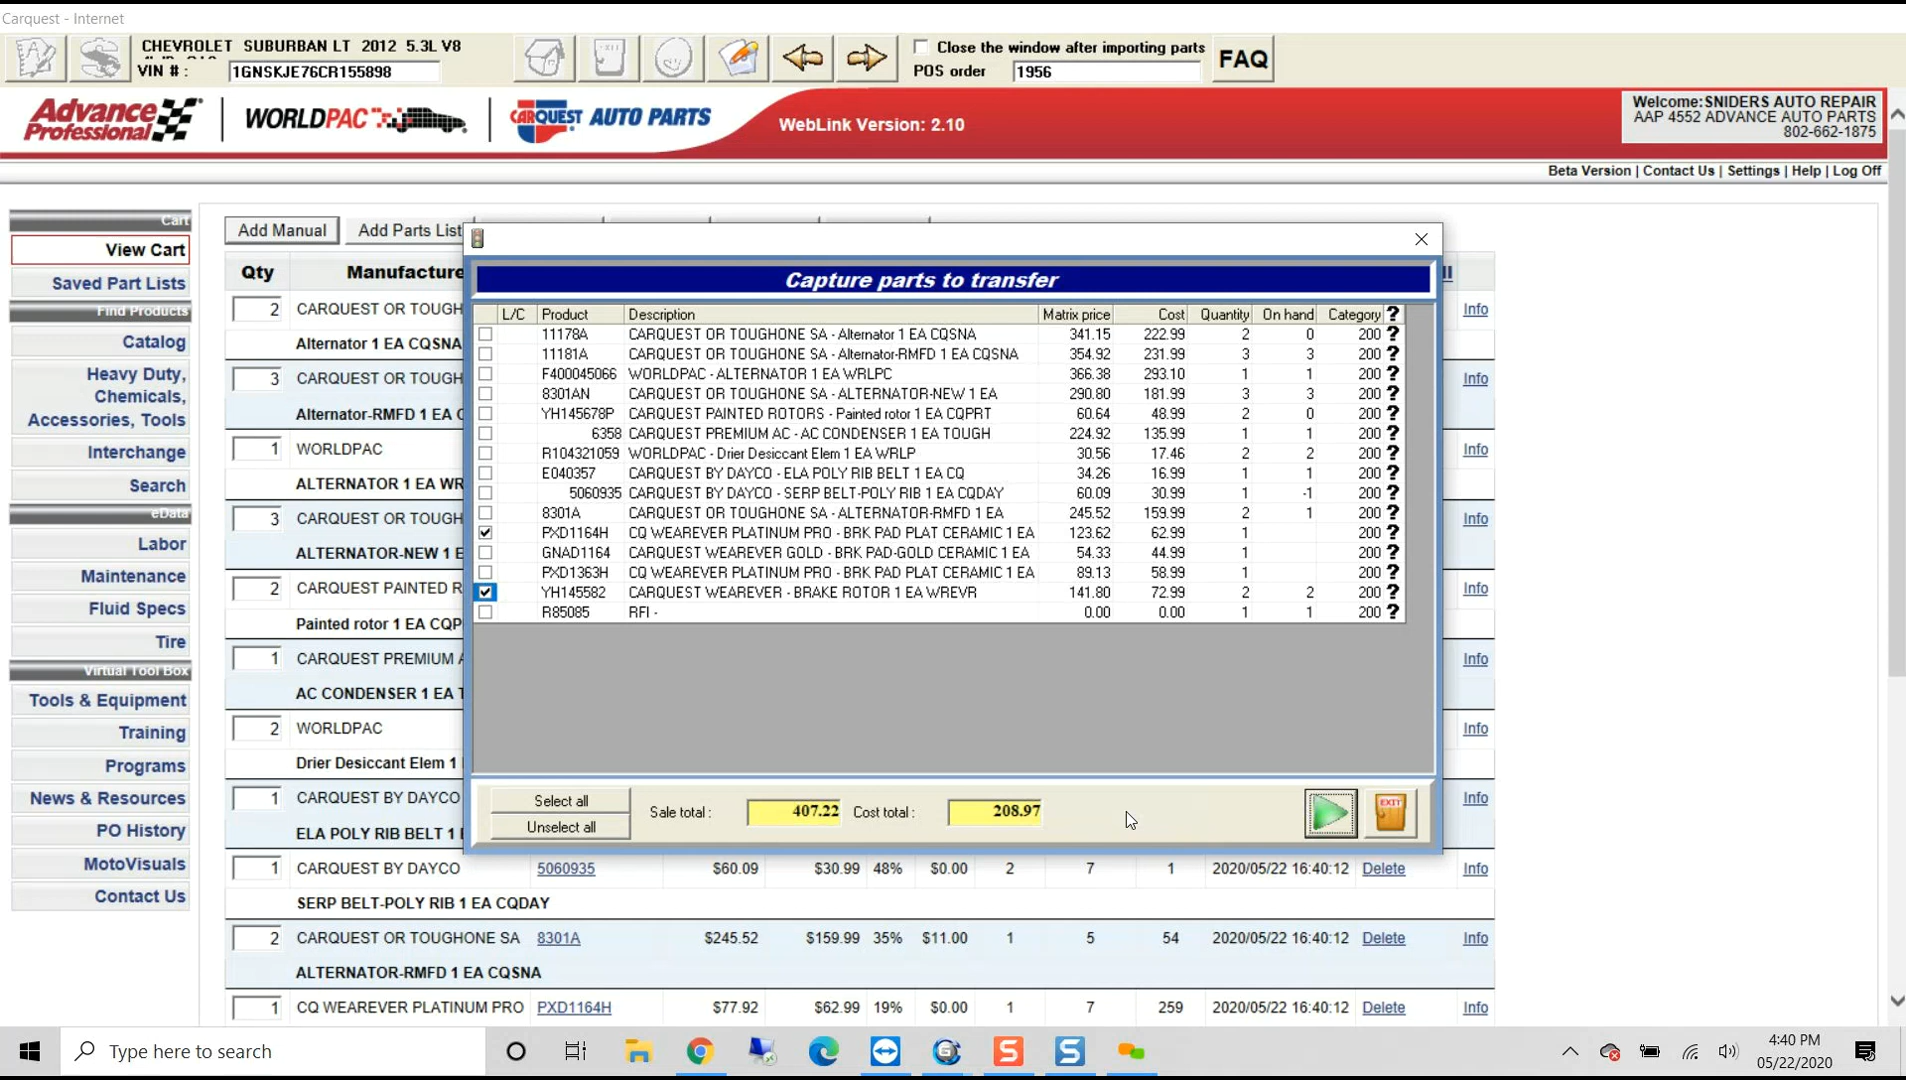 Carquest - Internet
CHEVROLET SUBURBAN LT 2012 5.3L V8
VIN # : 1GNSKJE76CR155898
Close the window after importing parts
POS order 1956
FAQ
Advance Professional
WORLDPAC
CARQUEST AUTO PARTS
WebLink Version: 2.10
Welcome:SNIDERS AUTO REPAIR
AAP 4552 ADVANCE AUTO PARTS
802-662-1875
Beta Version | Contact Us | Settings | Help | Log Off
Cart
View Cart
Saved Part Lists
Find Products
Catalog
Heavy Duty,
Chemicals,
Accessories, Tools
Interchange
Search
eData
Labor
Maintenance
Fluid Specs
Tire
Virtual Tool Box
Tools & Equipment
Training
Programs
News & Resources
PO History
MotoVisuals
Contact Us
Add Manual Add Parts List
Qty Manufacture
2 CARQUEST OR TOUGH Info
Alternator 1 EA CQSNA
3 CARQUEST OR TOUGH Info
Alternator-RMFD 1 EA C
1 WORLDPAC Info
ALTERNATOR 1 EA WR
3 CARQUEST OR TOUGH Info
ALTERNATOR-NEW 1 E
2 CARQUEST PAINTED R Info
Painted rotor 1 EA CQP
1 CARQUEST PREMIUM A Info
AC CONDENSER 1 EA T
2 WORLDPAC Info
Drier Desiccant Elem 1
1 CARQUEST BY DAYCO Info
ELA POLY RIB BELT 1 E
1 CARQUEST BY DAYCO 5060935 $60.09 $30.99 48% $0.00 2 7 1 2020/05/22 16:40:12 Delete Info
SERP BELT-POLY RIB 1 EA CQDAY
2 CARQUEST OR TOUGHONE SA 8301A $245.52 $159.99 35% $11.00 1 5 54 2020/05/22 16:40:12 Delete Info
ALTERNATOR-RMFD 1 EA CQSNA
1 CQ WEAREVER PLATINUM PRO PXD1164H $77.92 $62.99 19% $0.00 1 7 259 2020/05/22 16:40:12 Delete Info
Capture parts to transfer
L/C Product Description Matrix price Cost Quantity On hand Category ?
11178A CARQUEST OR TOUGHONE SA - Alternator 1 EA CQSNA 341.15 222.99 2 0 200 ?
11181A CARQUEST OR TOUGHONE SA - Alternator-RMFD 1 EA CQSNA 354.92 231.99 3 3 200 ?
F400045066 WORLDPAC - ALTERNATOR 1 EA WRLPC 366.38 293.10 1 1 200 ?
8301AN CARQUEST OR TOUGHONE SA - ALTERNATOR-NEW 1 EA 290.80 181.99 3 3 200 ?
YH145678P CARQUEST PAINTED ROTORS - Painted rotor 1 EA CQPRT 60.64 48.99 2 0 200 ?
6358 CARQUEST PREMIUM AC - AC CONDENSER 1 EA TOUGH 224.92 135.99 1 1 200 ?
R104321059 WORLDPAC - Drier Desiccant Elem 1 EA WRLP 30.56 17.46 2 2 200 ?
E040357 CARQUEST BY DAYCO - ELA POLY RIB BELT 1 EA CQ 34.26 16.99 1 1 200 ?
5060935 CARQUEST BY DAYCO - SERP BELT-POLY RIB 1 EA CQDAY 60.09 30.99 1 -1 200 ?
8301A CARQUEST OR TOUGHONE SA - ALTERNATOR-RMFD 1 EA 245.52 159.99 2 1 200 ?
PXD1164H CQ WEAREVER PLATINUM PRO - BRK PAD PLAT CERAMIC 1 EA 123.62 62.99 1 200 ?
GNAD1164 CARQUEST WEAREVER GOLD - BRK PAD-GOLD CERAMIC 1 EA 54.33 44.99 1 200 ?
PXD1363H CQ WEAREVER PLATINUM PRO - BRK PAD PLAT CERAMIC 1 EA 89.13 58.99 1 200 ?
YH145582 CARQUEST WEAREVER - BRAKE ROTOR 1 EA WREVR 141.80 72.99 2 2 200 ?
R85085 RFI - 0.00 0.00 1 1 200 ?
Select all
Unselect all
Sale total : 407.22 Cost total : 208.97
EXIT
Type here to search
4:40 PM
05/22/2020